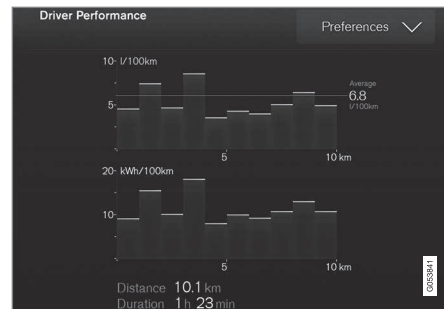 Driver Performance
Preferences
10- l/100km
Average
6.8
l/100km
5-
5
10 km
20- kWh/100km
10-
5
10 km
Distance 10.1 km
Duration 1 h 23 min
G053841